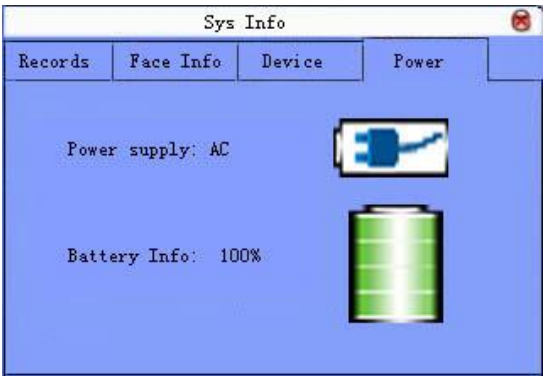 Sys Info
Records Face Info Device Power
Power supply: AC
Battery Info: 100%